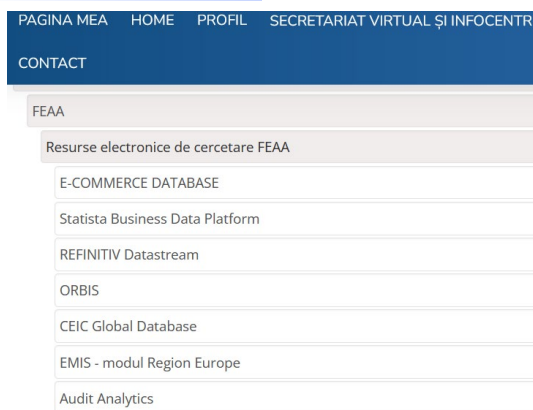 PAGINA MEA HOME PROFIL SECRETARIAT VIRTUAL ȘI INFOCENTR
CONTACT
FEAA
Resurse electronice de cercetare FEAA
E-COMMERCE DATABASE
Statista Business Data Platform
REFINITIV Datastream
ORBIS
CEIC Global Database
EMIS - modul Region Europe
Audit Analytics